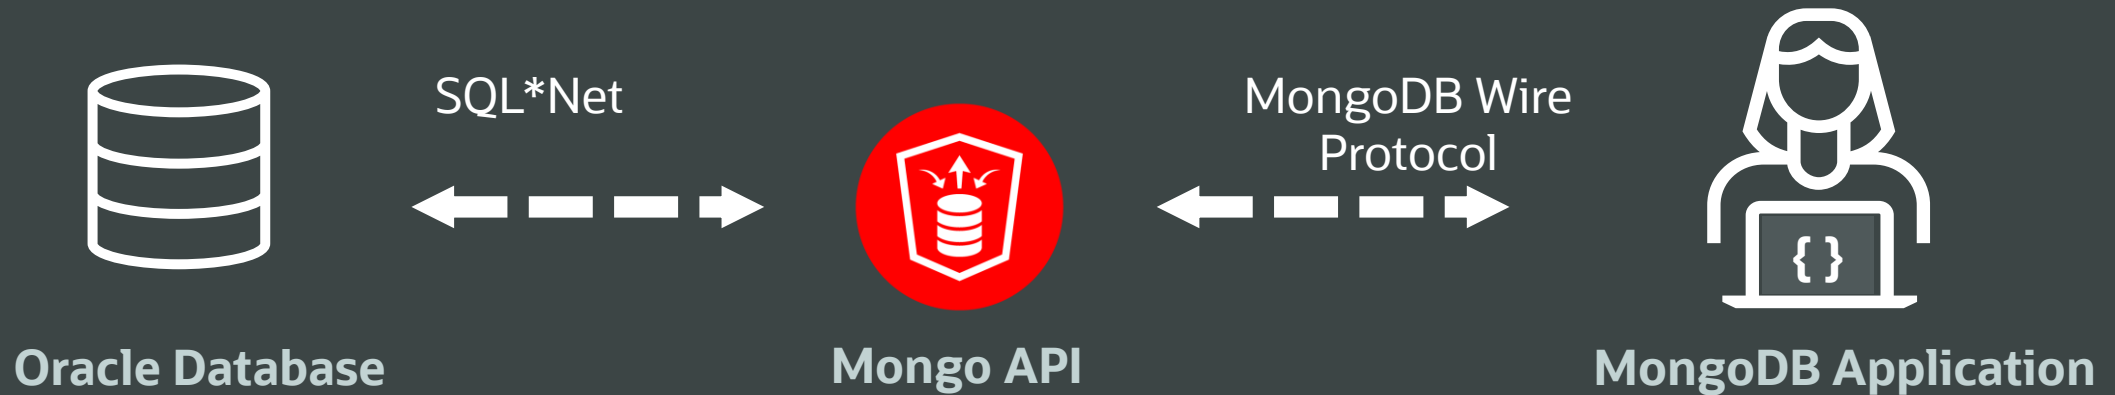 SQL*Net
MongoDB Wire
Protocol
{ }
Oracle Database
Mongo API
MongoDB Application